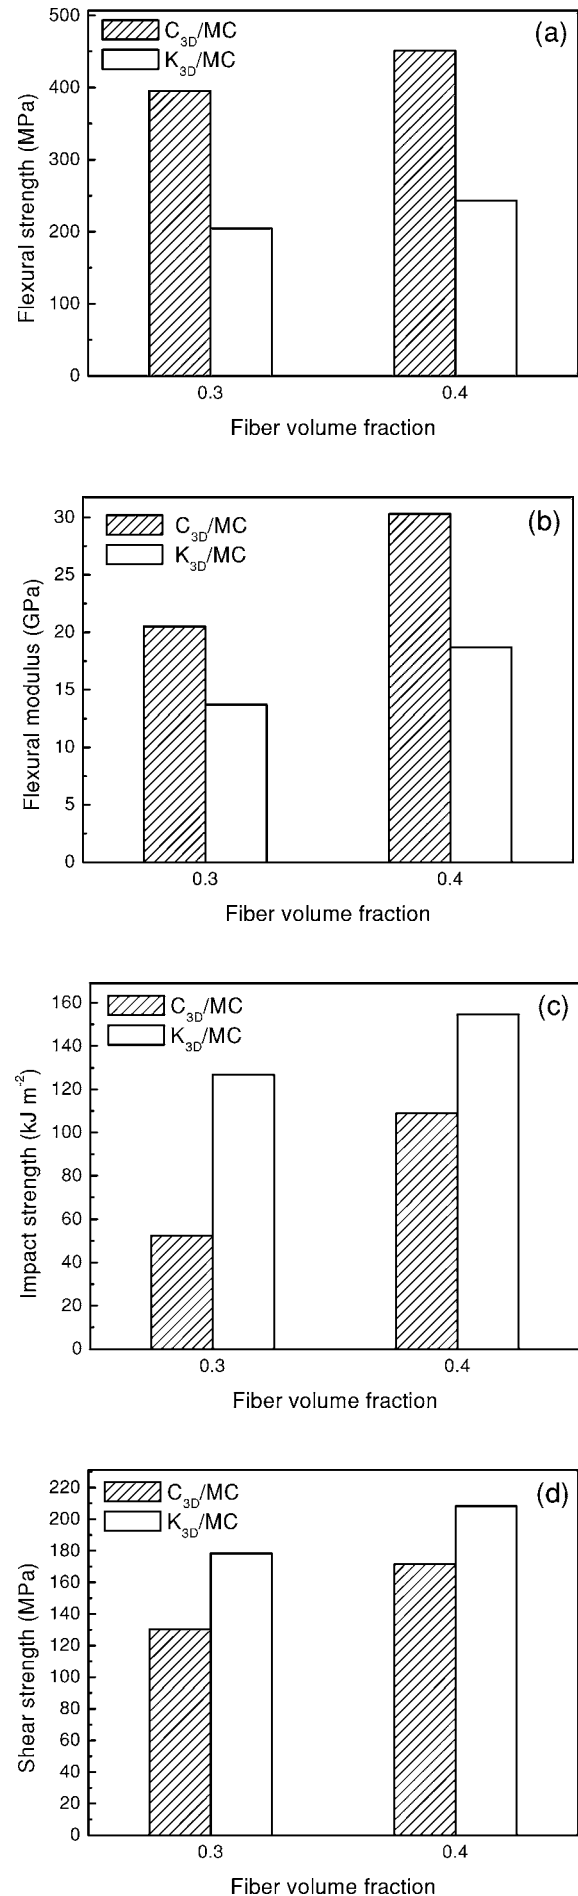 500
C3D/MC
(a)
K3D/MC
400
300
200
100
0
Flexural strength (MPa)
0.3 0.4
Fiber volume fraction
30
C3D/MC
(b)
K3D/MC
25
20
15
10
5
0
Flexural modulus (GPa)
0.3 0.4
Fiber volume fraction
160
C3D/MC
(c)
K3D/MC
140
120
100
80
60
40
20
0
Impact strength (kJ m-2)
0.3 0.4
Fiber volume fraction
220
C3D/MC
(d)
K3D/MC
200
180
160
140
120
100
80
60
40
20
0
Shear strength (MPa)
0.3 0.4
Fiber volume fraction